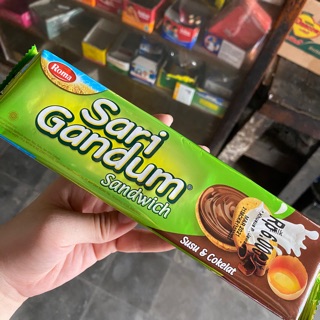 Roma
Sari
Gandum
Sandwich
Susu & Cokelat